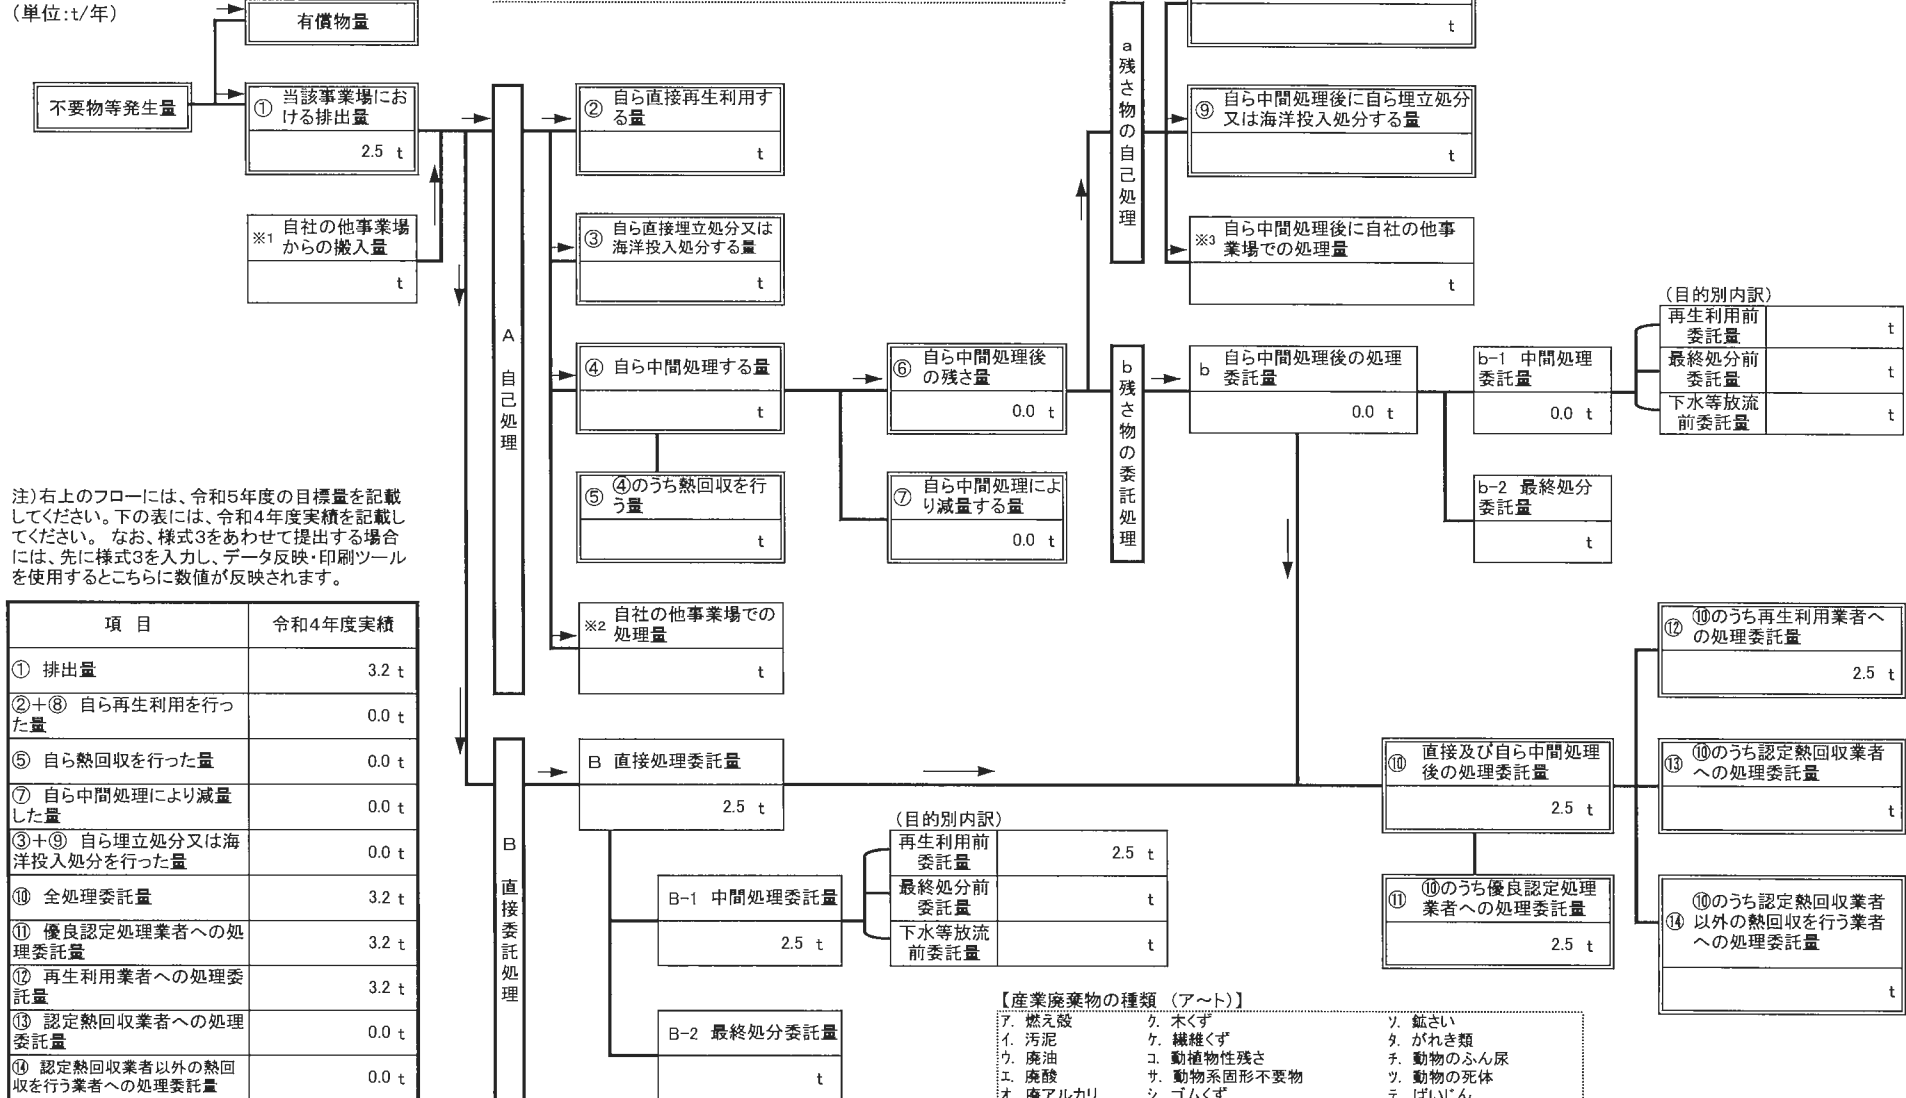 (単位:t/年)
有償物量
不要物等発生量
① 当該事業場にお
ける排出量
2.5 t
※1 自社の他事業場
からの搬入量
t
A 自己処理
② 自ら直接再生利用す
る量
t
③ 自ら直接埋立処分又は
海洋投入処分する量
t
④ 自ら中間処理する量
t
⑤ ④のうち熱回収を行
う量
t
※2 自社の他事業場での
処理量
t
⑥ 自ら中間処理後
の残さ量
0.0 t
⑦ 自ら中間処理によ
り減量する量
0.0 t
a 残さ物の自己処理
t
⑨ 自ら中間処理後に自ら埋立処分
又は海洋投入処分する量
t
※3 自ら中間処理後に自社の他事
業場での処理量
t
b 残さ物の委託処理
b 自ら中間処理後の処理
委託量
0.0 t
b-1 中間処理
委託量
0.0 t
b-2 最終処分
委託量
t
(目的別内訳)
再生利用前
委託量
t
最終処分前
委託量
t
下水等放流
前委託量
t
注)右上のフローには、令和5年度の目標量を記載
してください。下の表には、令和4年度実績を記載し
てください。 なお、様式3をあわせて提出する場合
には、先に様式3を入力し、データ反映・印刷ツール
を使用するとこちらに数値が反映されます。
項 目 令和4年度実績
① 排出量 3.2 t
②+⑧ 自ら再生利用を行っ
た量 0.0 t
⑤ 自ら熱回収を行った量 0.0 t
⑦ 自ら中間処理により減量
した量 0.0 t
③+⑨ 自ら埋立処分又は海
洋投入処分を行った量 0.0 t
⑩ 全処理委託量 3.2 t
⑪ 優良認定処理業者への処
理委託量 3.2 t
⑫ 再生利用業者への処理委
託量 3.2 t
⑬ 認定熱回収業者への処理
委託量 0.0 t
⑭ 認定熱回収業者以外の熱回
収を行う業者への処理委託量 0.0 t
B 直接委託処理
B 直接処理委託量
2.5 t
B-1 中間処理委託量
2.5 t
B-2 最終処分委託量
t
(目的別内訳)
再生利用前
委託量
2.5 t
最終処分前
委託量
t
下水等放流
前委託量
t
⑩ 直接及び自ら中間処理
後の処理委託量
2.5 t
⑪ ⑩のうち優良認定処理
業者への処理委託量
2.5 t
⑫ ⑩のうち再生利用業者へ
の処理委託量
2.5 t
⑬ ⑩のうち認定熱回収業者
への処理委託量
t
⑭ ⑩のうち認定熱回収業者
以外の熱回収を行う業者
への処理委託量
t
【産業廃棄物の種類 (ア～ト)】
ア. 燃え殻 ク. 木くず ソ. 鉱さい
イ. 汚泥 ケ. 繊維くず タ. がれき類
ウ. 廃油 コ. 動植物性残さ チ. 動物のふん尿
エ. 廃酸 サ. 動物系固形不要物 ツ. 動物の死体
オ. 廃アルカリ シ. ゴムくず テ. ばいじん